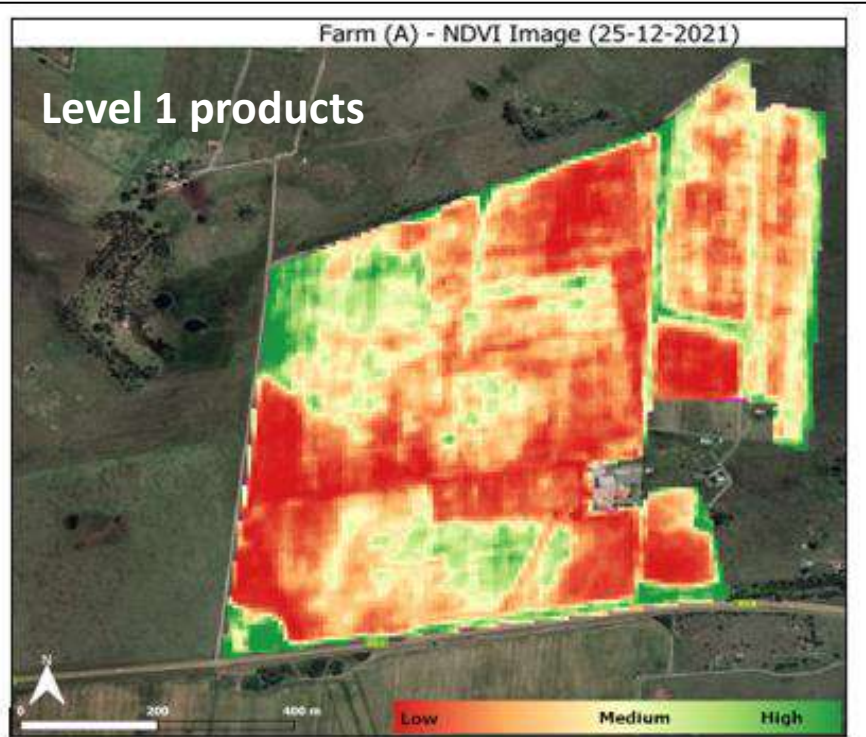 Farm (A) - NDVI Image (25-12-2021)
Level 1 products
N
0 200 400 m
Low Medium High